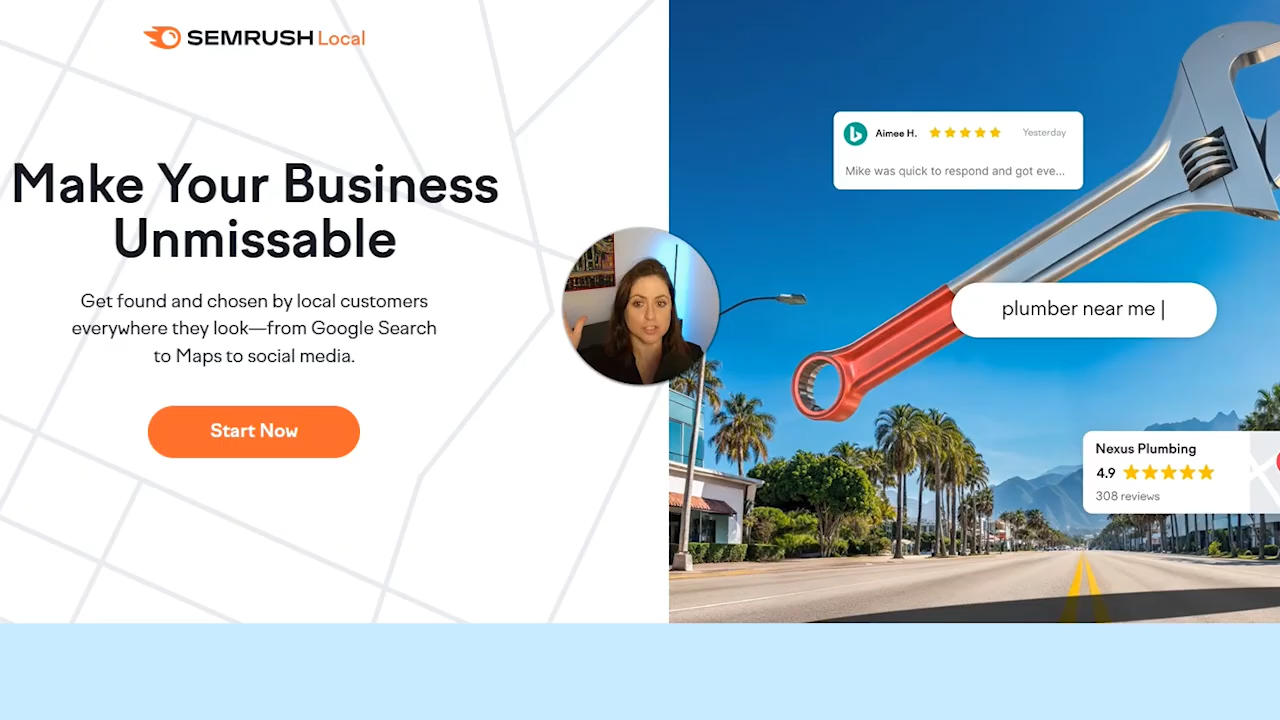 SEMRUSH Local
Make Your Business
Unmissable
Get found and chosen by local customers
everywhere they look—from Google Search
to Maps to social media.
Start Now
Aimee H.
Yesterday
Mike was quick to respond and got eve...
plumber near me |
Nexus Plumbing
4.9
308 reviews